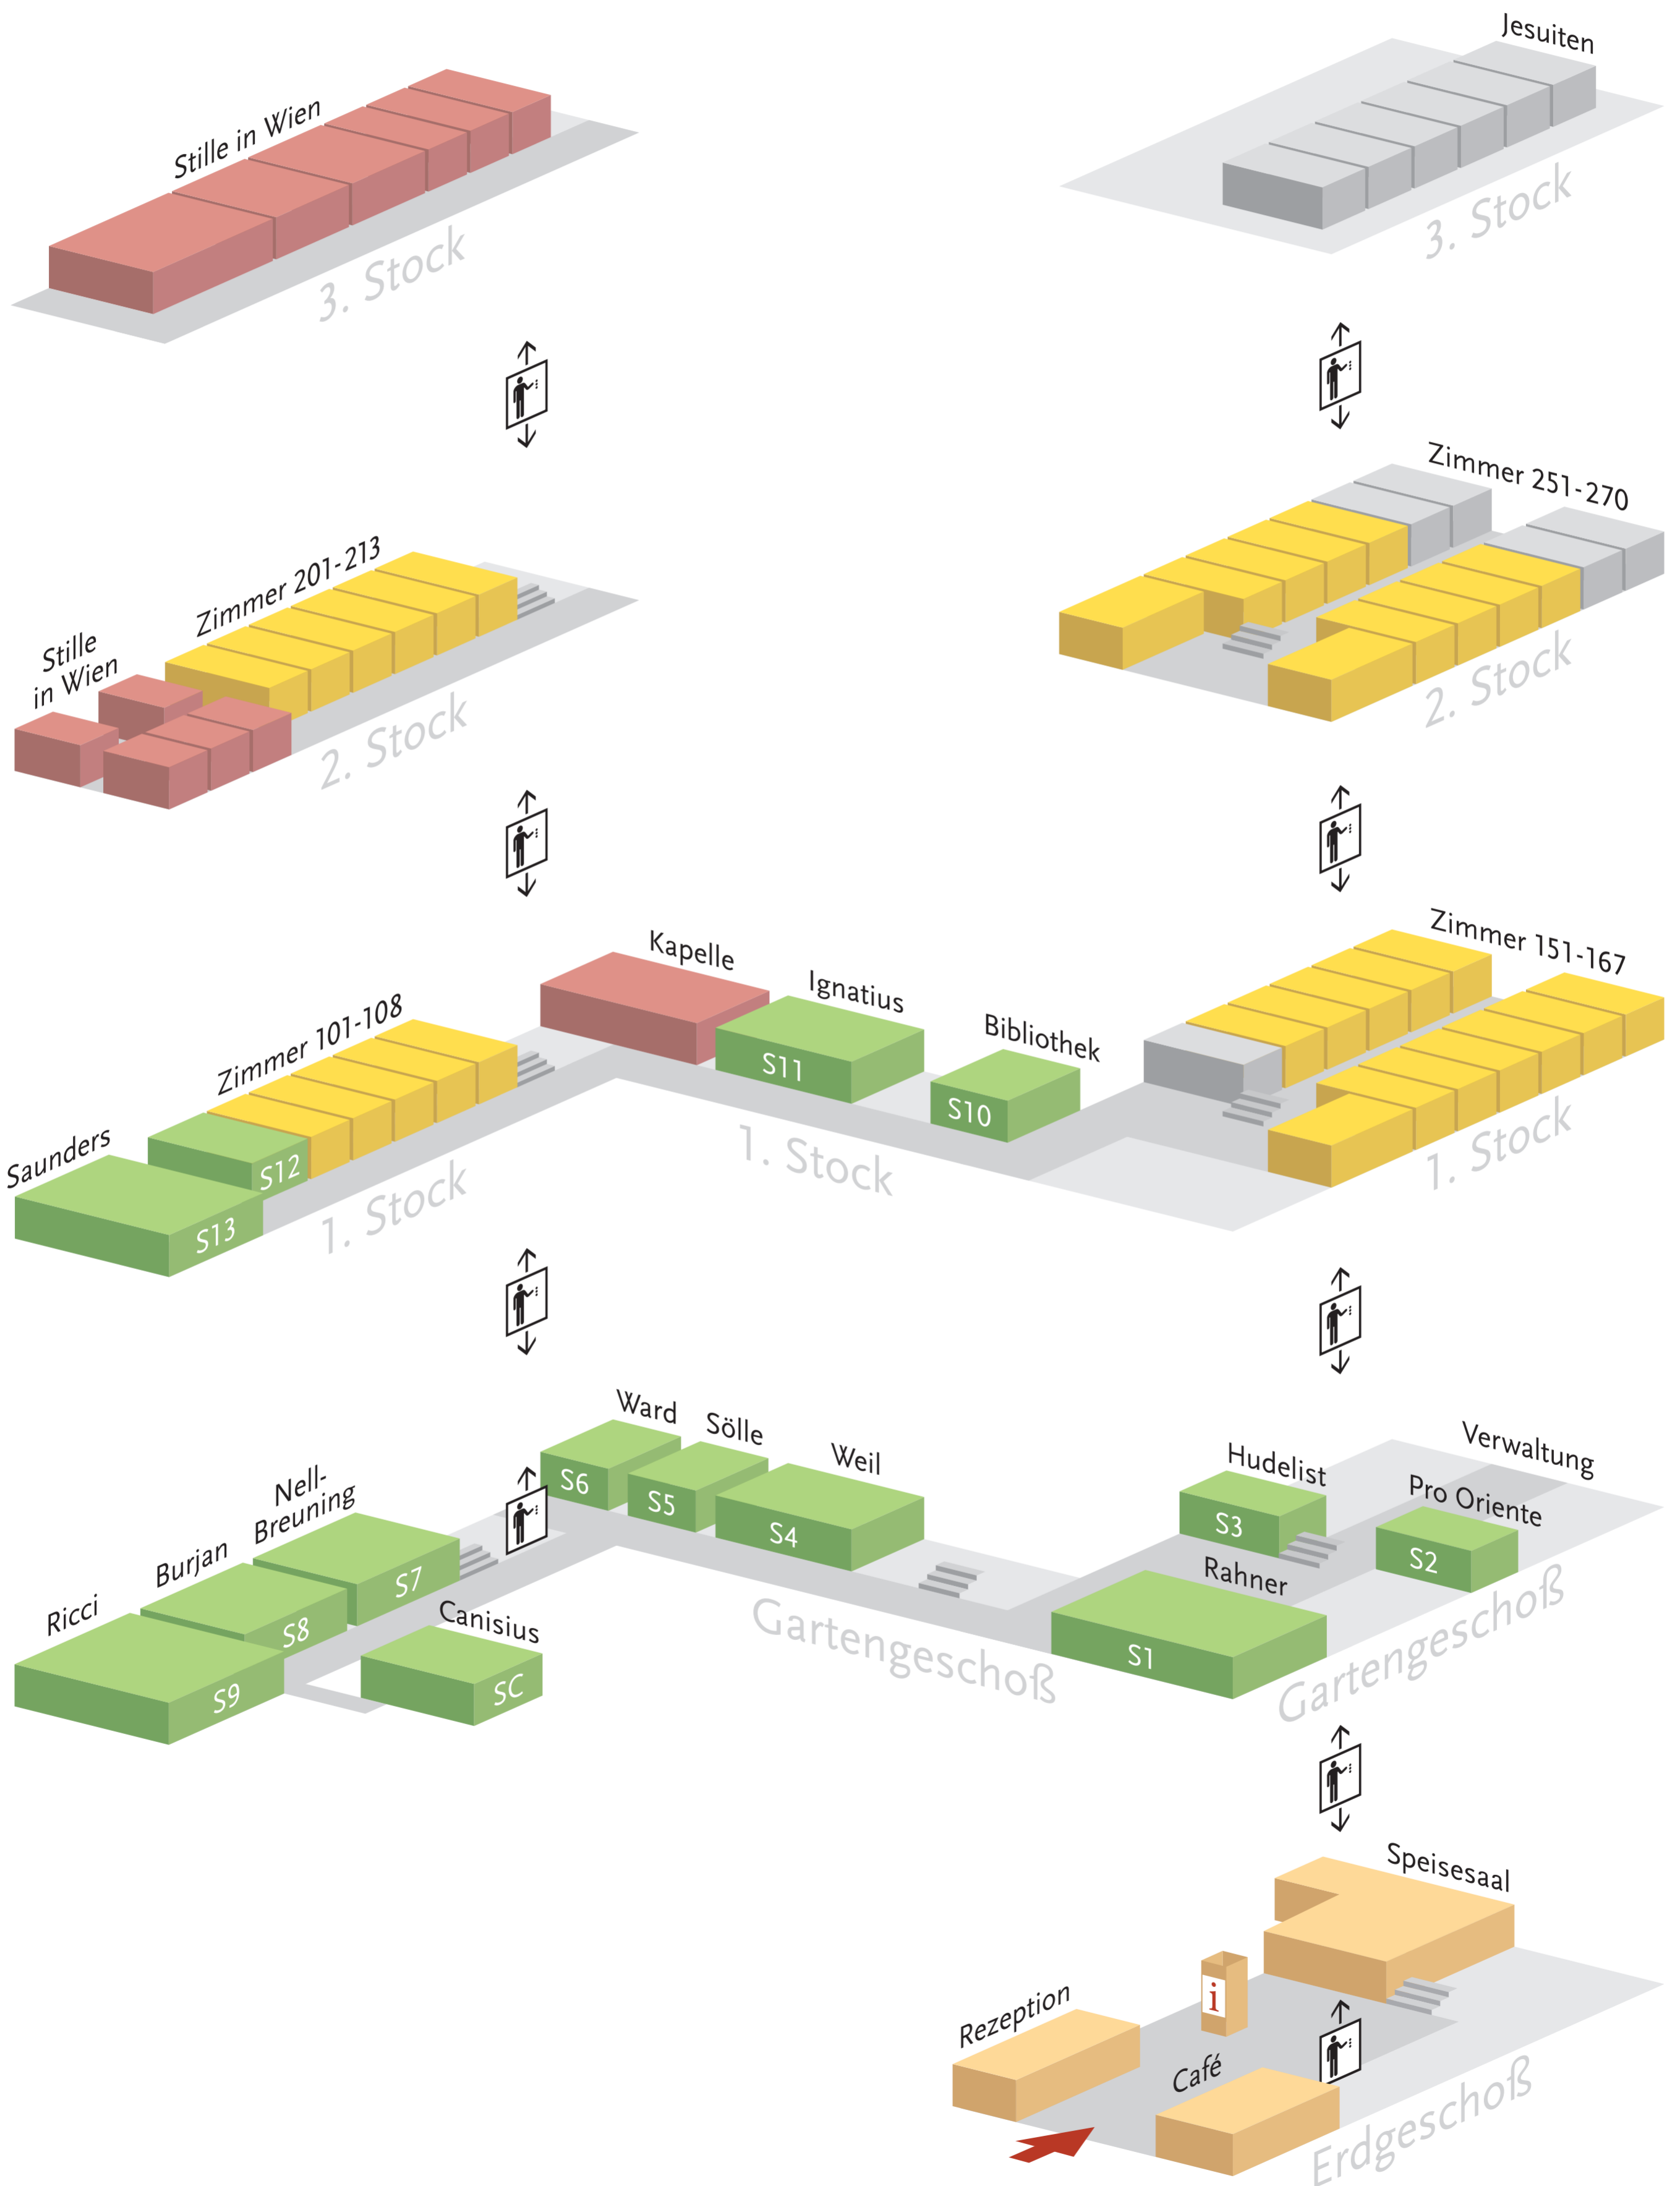 Jesuiten
Stille in Wien
3. Stock
3. Stock
Zimmer 251-270
Zimmer 201-213
Stille
in Wien
2. Stock
2. Stock
Zimmer 151-167
Kapelle
Ignatius
Bibliothek
Zimmer 101-108
S11
S10
Saunders
S12
S13
1. Stock
1. Stock
1. Stock
Ward
Sölle
Weil
Verwaltung
Hudelist
Pro Oriente
Nell-
Breuning
Burjan
Ricci
S6
S5
S4
S3
S2
Rahner
S7
S8
S9
Canisius
SC
S1
Gartengeschoß
Gartengeschoß
Speisesaal
i
Rezeption
Café
Erdgeschoß